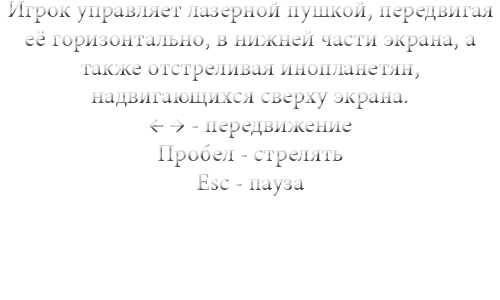 Игрок управляет лазерной пушкой, передвигая
её горизонтально, в нижней части экрана, а
также отстреливая инопланетян,
надвигающихся сверху экрана.
←→ - передвижение
Пробел - стрелять
Esc - пауза